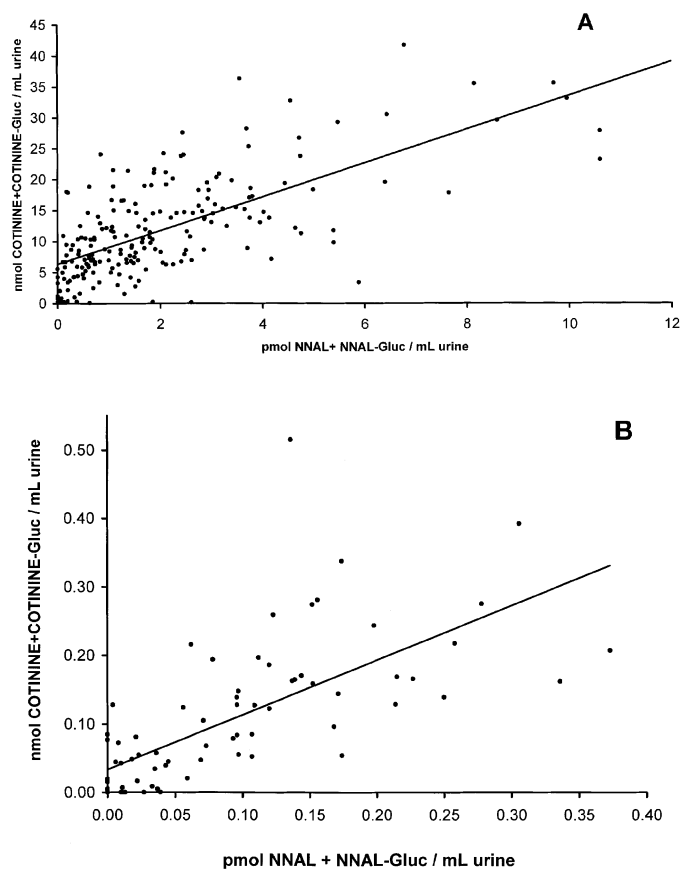 A
nmol COTININE+COTININE-Gluc / mL urine
45
40
35
30
25
20
15
10
5
0
0 2 4 6 8 10 12
pmol NNAL+ NNAL-Gluc / mL urine
B
nmol COTININE+COTININE-Gluc / mL urine
0.50
0.40
0.30
0.20
0.10
0.00
0.00 0.05 0.10 0.15 0.20 0.25 0.30 0.35 0.40
pmol NNAL + NNAL-Gluc / mL urine